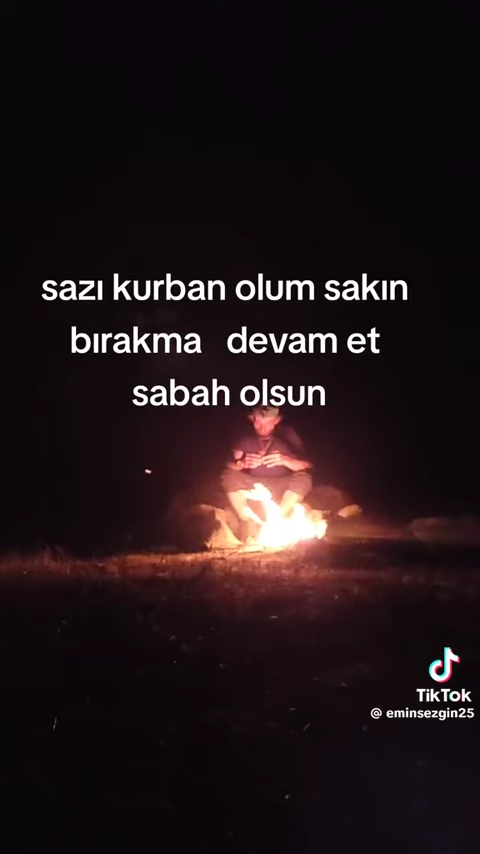 sazı kurban olum sakın
bırakma   devam et
sabah olsun
TikTok
@ eminsezgin25